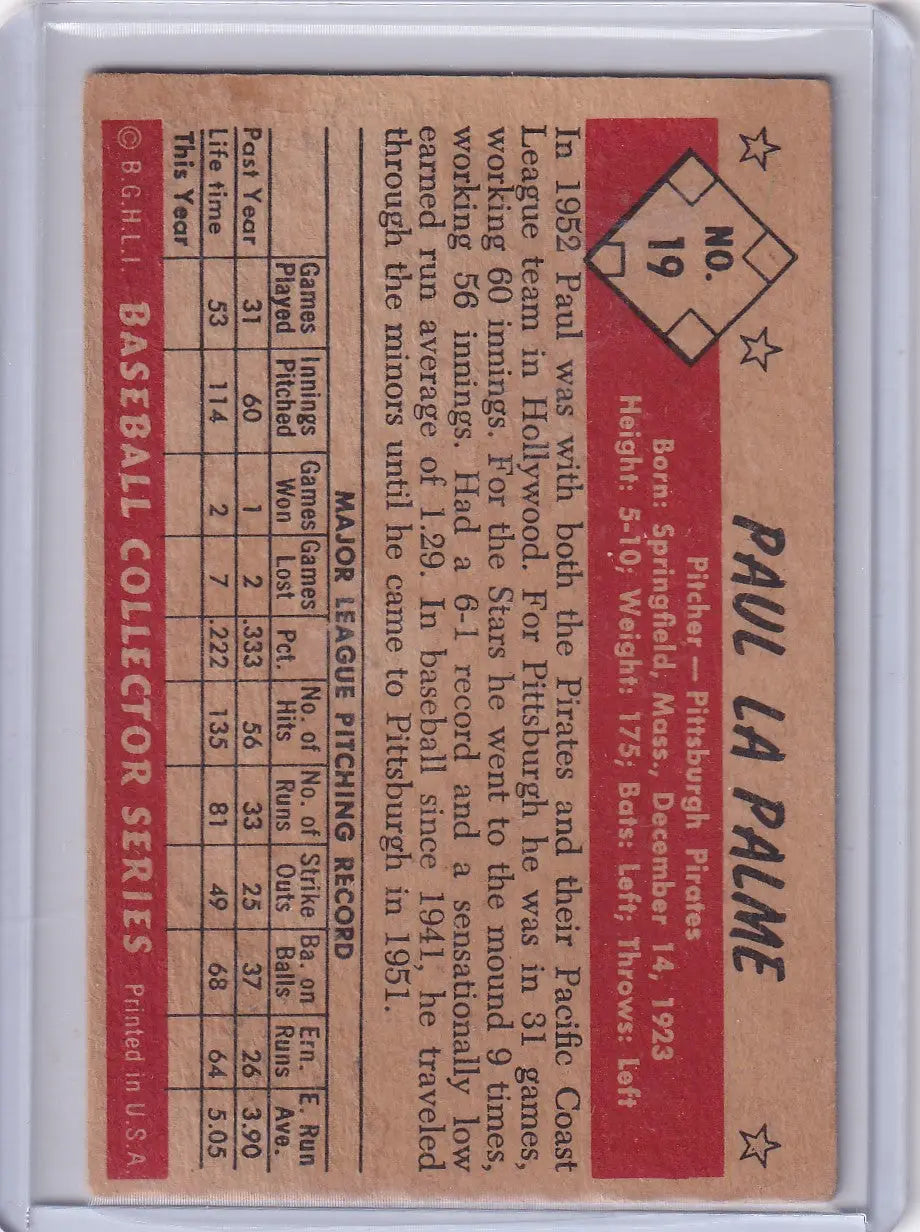 PAUL LA PALME
NO.
19
Pitcher — Pittsburgh Pirates
Born: Springfield, Mass., December 14, 1923
Height: 5-10; Weight: 175; Bats: Left; Throws: Left
In 1952 Paul was with both the Pirates and their Pacific Coast
League team in Hollywood. For Pittsburgh he was in 31 games,
working 60 innings. For the Stars he went to the mound 9 times,
working 56 innings. Had a 6-1 record and a sensationally low
earned run average of 1.29. In baseball since 1941, he traveled
through the minors until he came to Pittsburgh in 1951.
MAJOR LEAGUE PITCHING RECORD
Games Played Innings Pitched Games Won Games Lost Pct. No. of Hits No. of Runs Strike Outs Ba. on Balls Ern. Runs E. Run Ave.
Past Year 31 60 1 2 .333 56 33 25 37 26 3.90
Life time 53 114 2 7 .222 135 81 49 68 64 5.05
This Year
© B.G.H.L.I. BASEBALL COLLECTOR SERIES Printed in U.S.A.